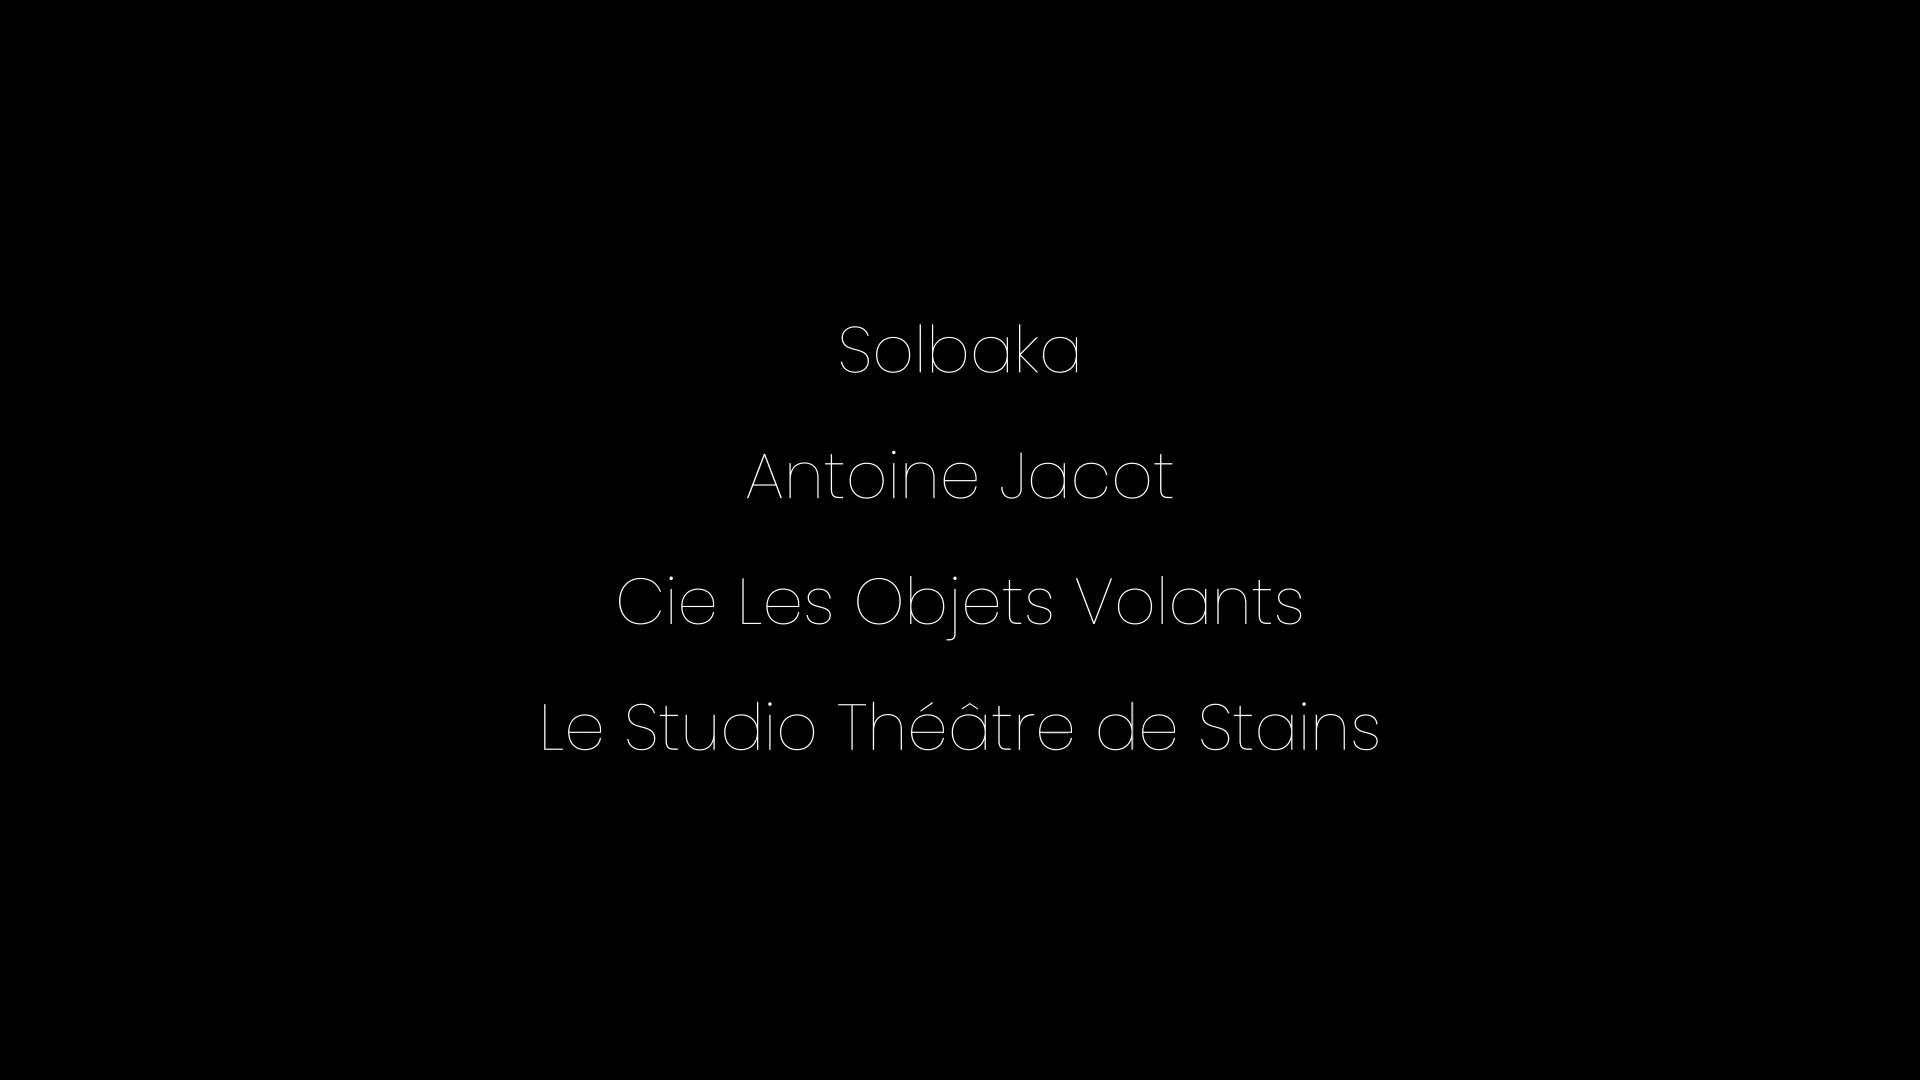 Solbaka
Antoine Jacot
Cie Les Objets Volants
Le Studio Théâtre de Stains